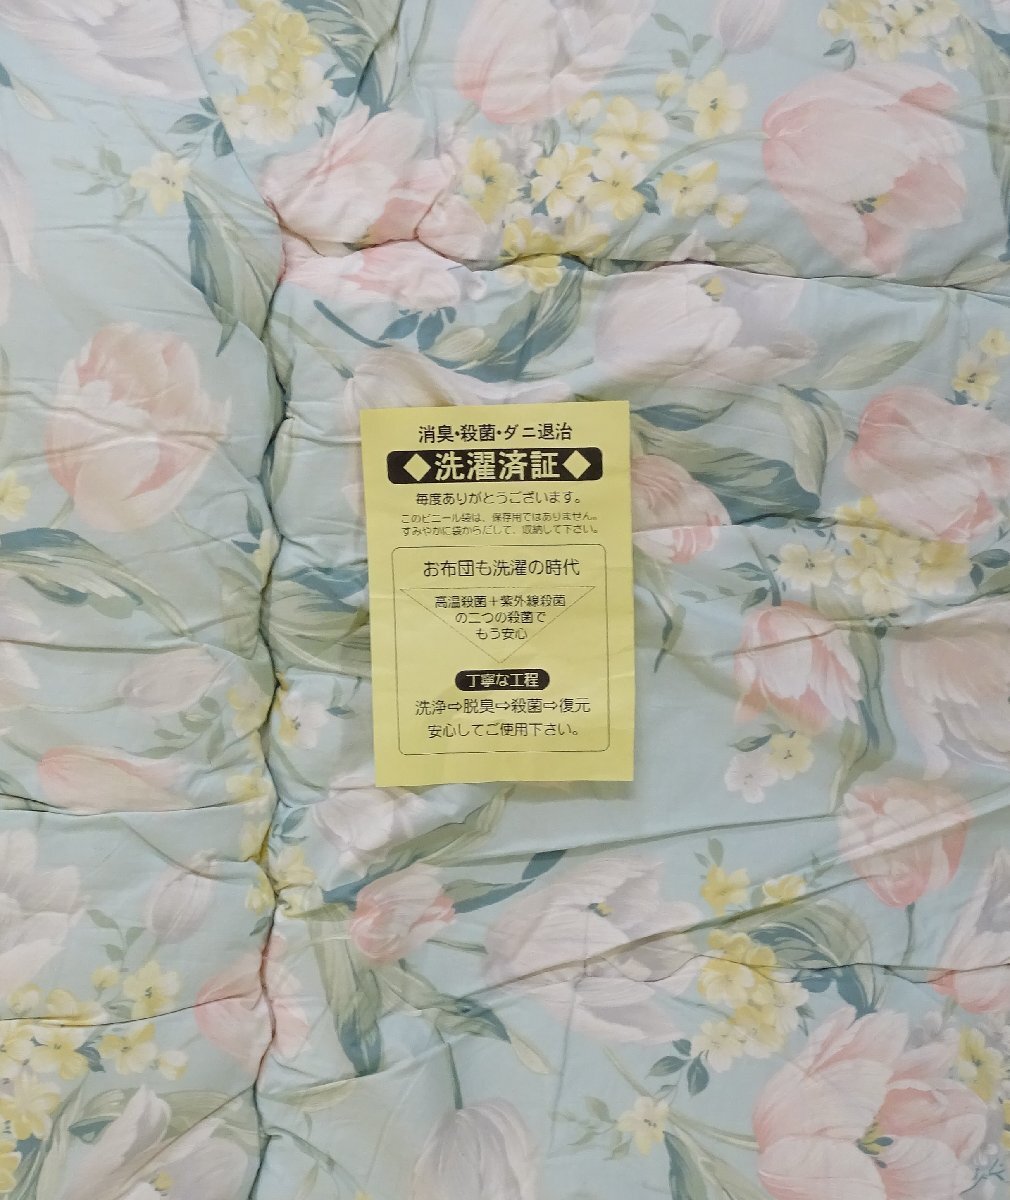 消臭・殺菌・ダニ退治
◆洗濯済証◆
毎度ありがとうございます。
このビニール袋は、保存用ではありません。
すみやかに袋からだして、収納して下さい。
お布団も洗濯の時代
高温殺菌＋紫外線殺菌
の二つの殺菌で
もう安心
丁寧な工程
洗浄⇨脱臭⇨殺菌⇨復元
安心してご使用下さい。